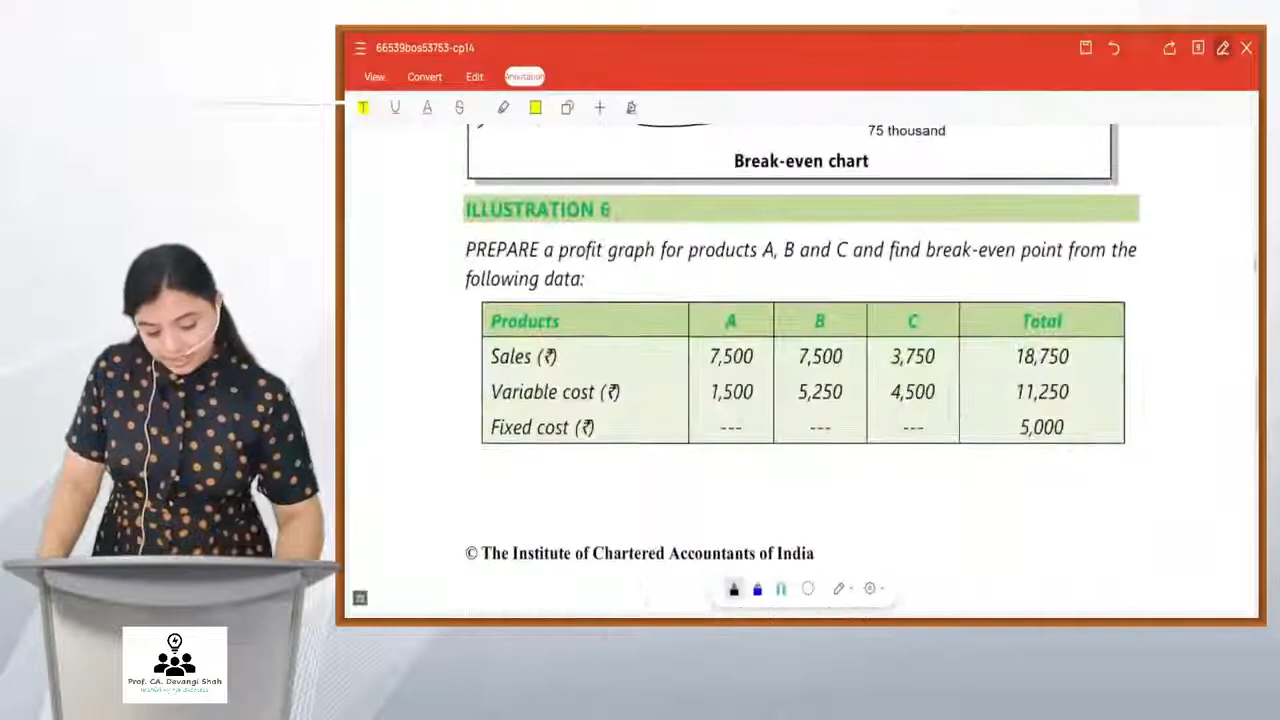 66539bos53753-cp14
View Convert Edit Annotation
T U A S
75 thousand
Break-even chart
ILLUSTRATION 6
PREPARE a profit graph for products A, B and C and find break-even point from the
following data:
Products A B C Total
Sales (₹) 7,500 7,500 3,750 18,750
Variable cost (₹) 1,500 5,250 4,500 11,250
Fixed cost (₹) --- --- --- 5,000
© The Institute of Chartered Accountants of India
Prof. CA. Devangi Shah